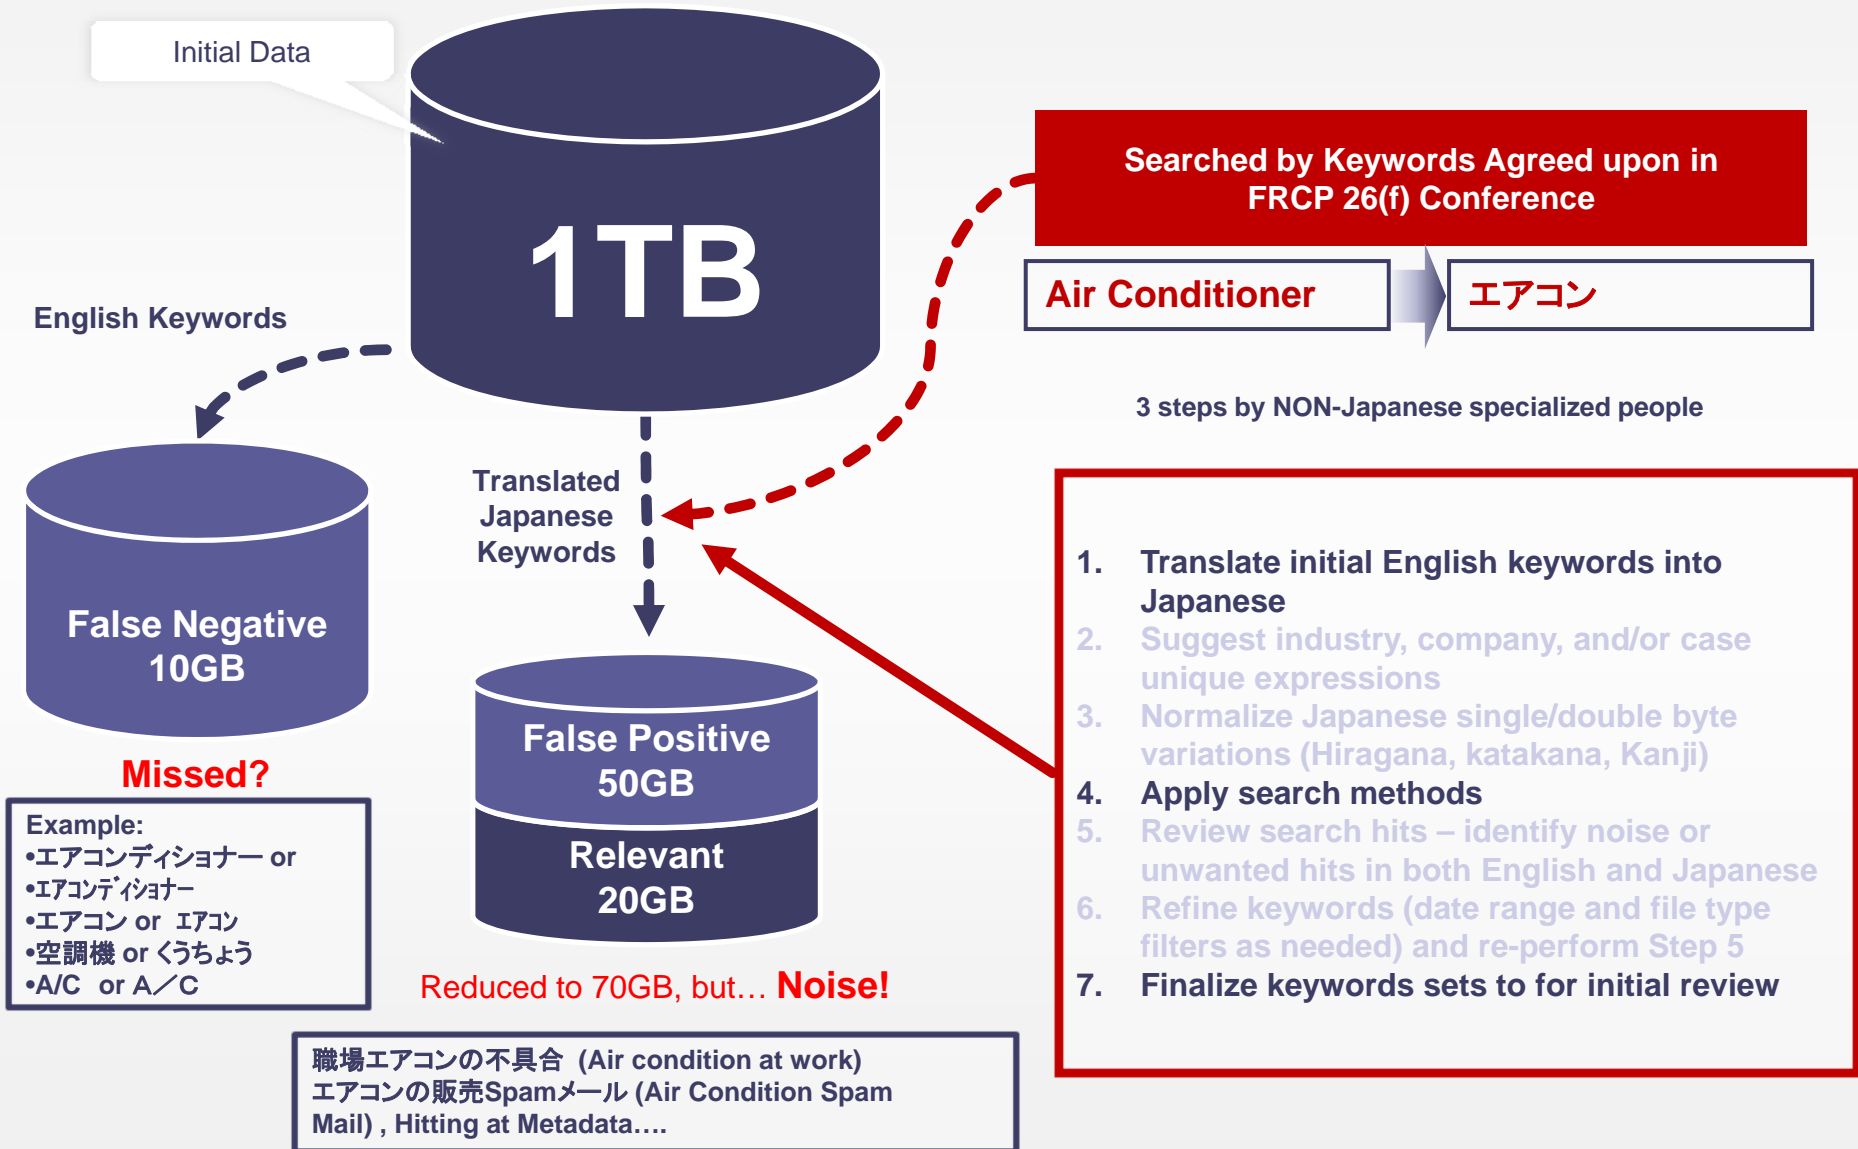 Initial Data
1TB
Searched by Keywords Agreed upon in
FRCP 26(f) Conference
Air Conditioner
エアコン
3 steps by NON-Japanese specialized people
English Keywords
Translated
Japanese
Keywords
False Negative
10GB
Missed?
Example:
•エアコンディショナー or
•ｴｱｺﾝﾃﾞｨｼｮﾅｰ
•エアコン or ｴｱｺﾝ
•空調機 or くうちょう
•A/C or Ａ／Ｃ
False Positive
50GB
Relevant
20GB
Reduced to 70GB, but… Noise!
職場エアコンの不具合 (Air condition at work)
エアコンの販売Spamメール (Air Condition Spam
Mail) , Hitting at Metadata….
1. Translate initial English keywords into
Japanese
2. Suggest industry, company, and/or case
unique expressions
3. Normalize Japanese single/double byte
variations (Hiragana, katakana, Kanji)
4. Apply search methods
5. Review search hits – identify noise or
unwanted hits in both English and Japanese
6. Refine keywords (date range and file type
filters as needed) and re-perform Step 5
7. Finalize keywords sets to for initial review